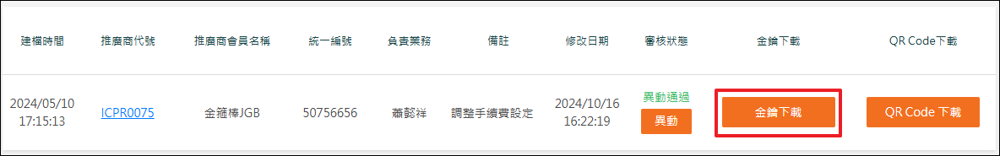 建檔時間 推廣商代號 推廣商會員名稱 統一編號 負責業務 備註 修改日期 審核狀態 金鑰下載 QR Code下載
2024/05/10 17:15:13 ICPR0075 金箍棒JGB 50756656 蕭懿祥 調整手續費設定 2024/10/16 16:22:19 異動通過 異動 金鑰下載 QR Code 下載